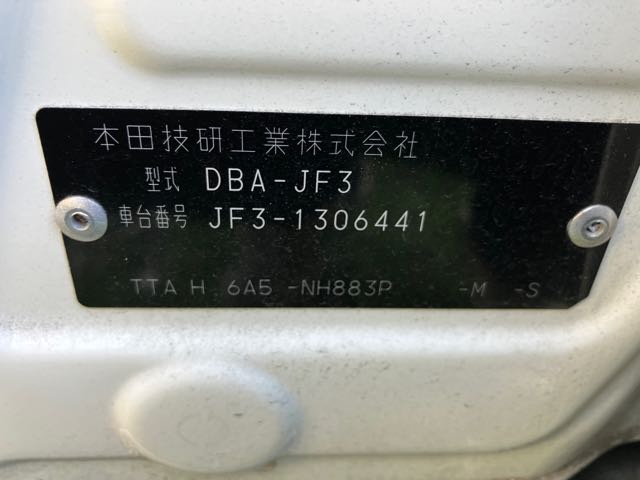 本田技研工業株式会社
型式 DBA-JF3
車台番号 JF3-1306441
TTA H 6A5 -NH883P -M -S